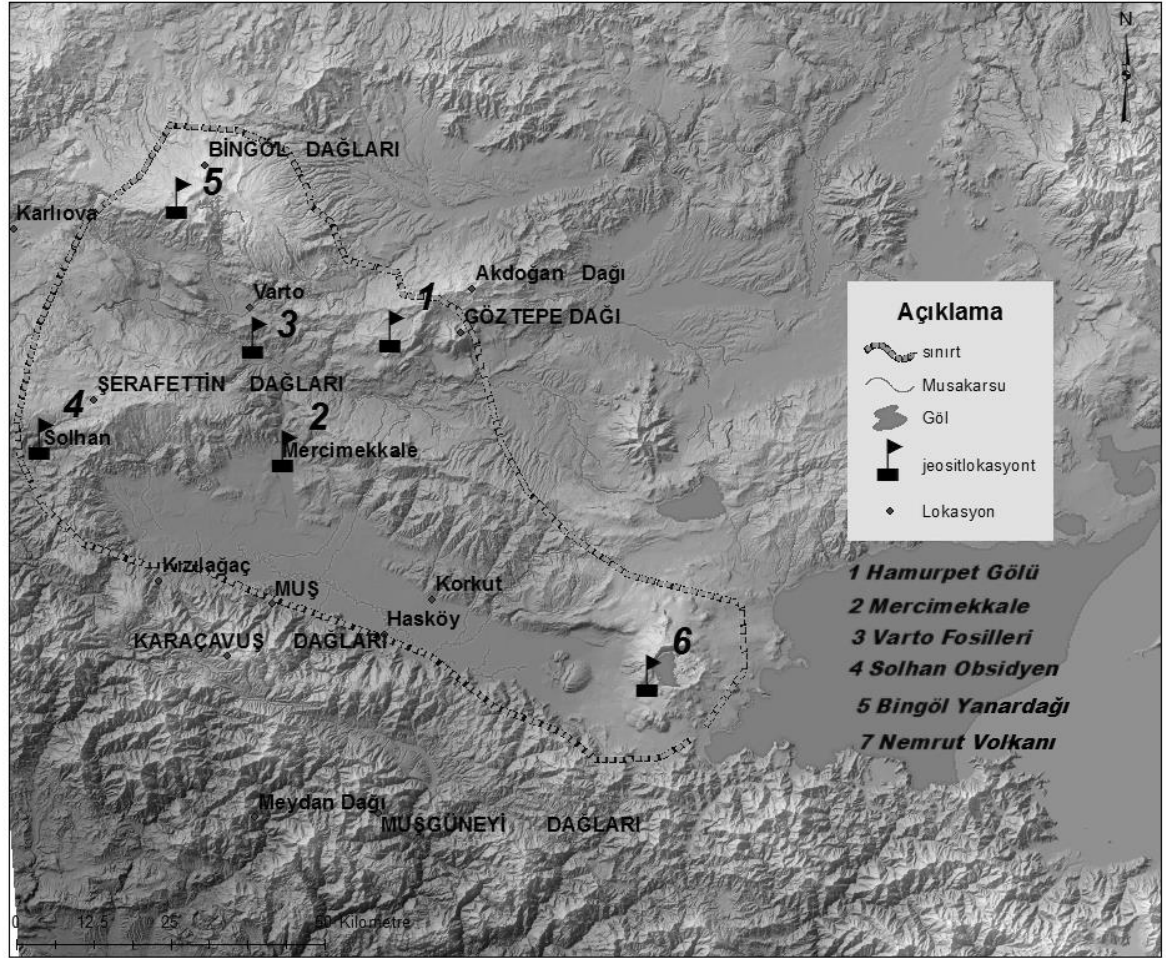 N
BİNGÖL DAĞLARI
5
Karlıova
Akdoğan Dağı
1
Varto
3
GÖZTEPE DAĞI
ŞERAFETTİN DAĞLARI
4
2
Solhan
Mercimekkale
Kızılağaç
MUŞ
Korkut
Hasköy
KARAÇAVUŞ DAĞLARI
6
Meydan Dağı
MUŞGÜNEYİ DAĞLARI
0 12,5 25 50 Kilometre
Açıklama
sınırt
Musakarsu
Göl
jeositlokasyont
Lokasyon
1 Hamurpet Gölü
2 Mercimekkale
3 Varto Fosilleri
4 Solhan Obsidyen
5 Bingöl Yanardağı
7 Nemrut Volkanı